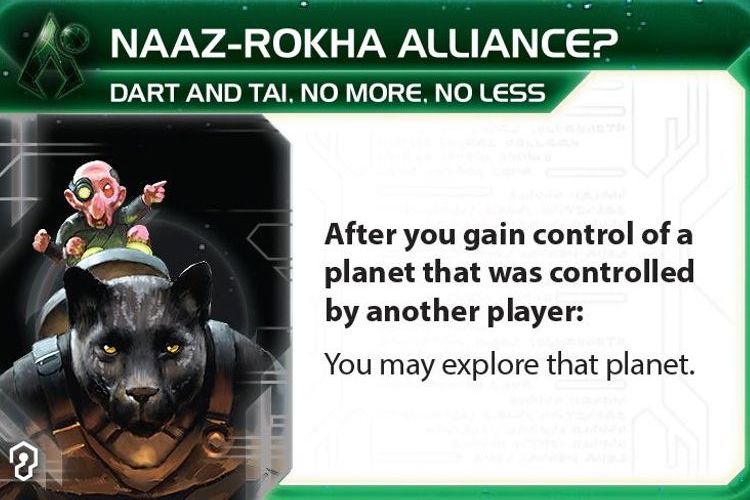 NAAZ-ROKHA ALLIANCE?
DART AND TAI, NO MORE, NO LESS
After you gain control of a
planet that was controlled
by another player:
You may explore that planet.